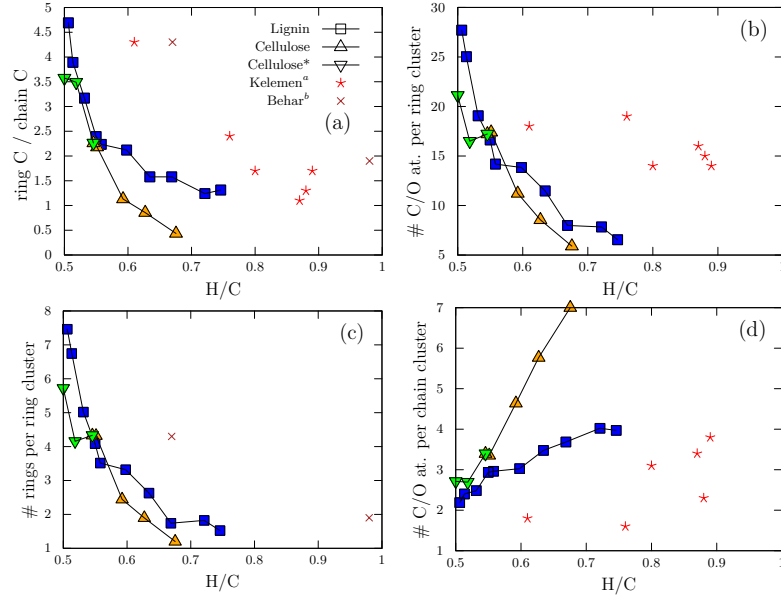 ring C / chain C
5
4.5
4
3.5
3
2.5
2
1.5
1
0.5
0
0.5 0.6 0.7 0.8 0.9 1
H/C
Lignin
Cellulose
Cellulose*
Kelemen^a
Behar^b
(a)
# C/O at. per ring cluster
30
25
20
15
10
5
0.5 0.6 0.7 0.8 0.9 1
H/C
(b)
# rings per ring cluster
8
7
6
5
4
3
2
1
0.5 0.6 0.7 0.8 0.9 1
H/C
(c)
# C/O at. per chain cluster
7
6
5
4
3
2
1
0.5 0.6 0.7 0.8 0.9 1
H/C
(d)